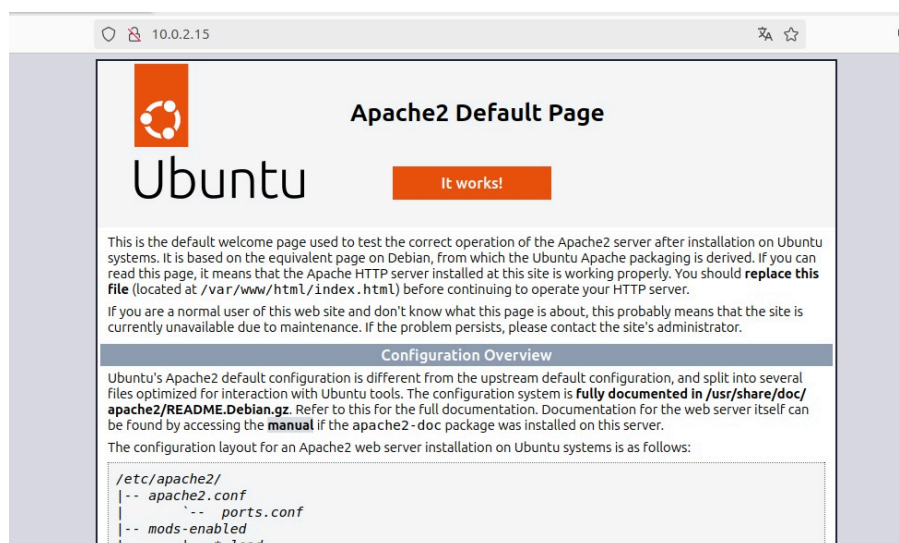 10.0.2.15
Apache2 Default Page
Ubuntu
It works!
This is the default welcome page used to test the correct operation of the Apache2 server after installation on Ubuntu
systems. It is based on the equivalent page on Debian, from which the Ubuntu Apache packaging is derived. If you can
read this page, it means that the Apache HTTP server installed at this site is working properly. You should replace this
file (located at /var/www/html/index.html) before continuing to operate your HTTP server.
If you are a normal user of this web site and don't know what this page is about, this probably means that the site is
currently unavailable due to maintenance. If the problem persists, please contact the site's administrator.
Configuration Overview
Ubuntu's Apache2 default configuration is different from the upstream default configuration, and split into several
files optimized for interaction with Ubuntu tools. The configuration system is fully documented in /usr/share/doc/
apache2/README.Debian.gz. Refer to this for the full documentation. Documentation for the web server itself can
be found by accessing the manual if the apache2-doc package was installed on this server.
The configuration layout for an Apache2 web server installation on Ubuntu systems is as follows:
/etc/apache2/
|-- apache2.conf
|       `--  ports.conf
|-- mods-enabled